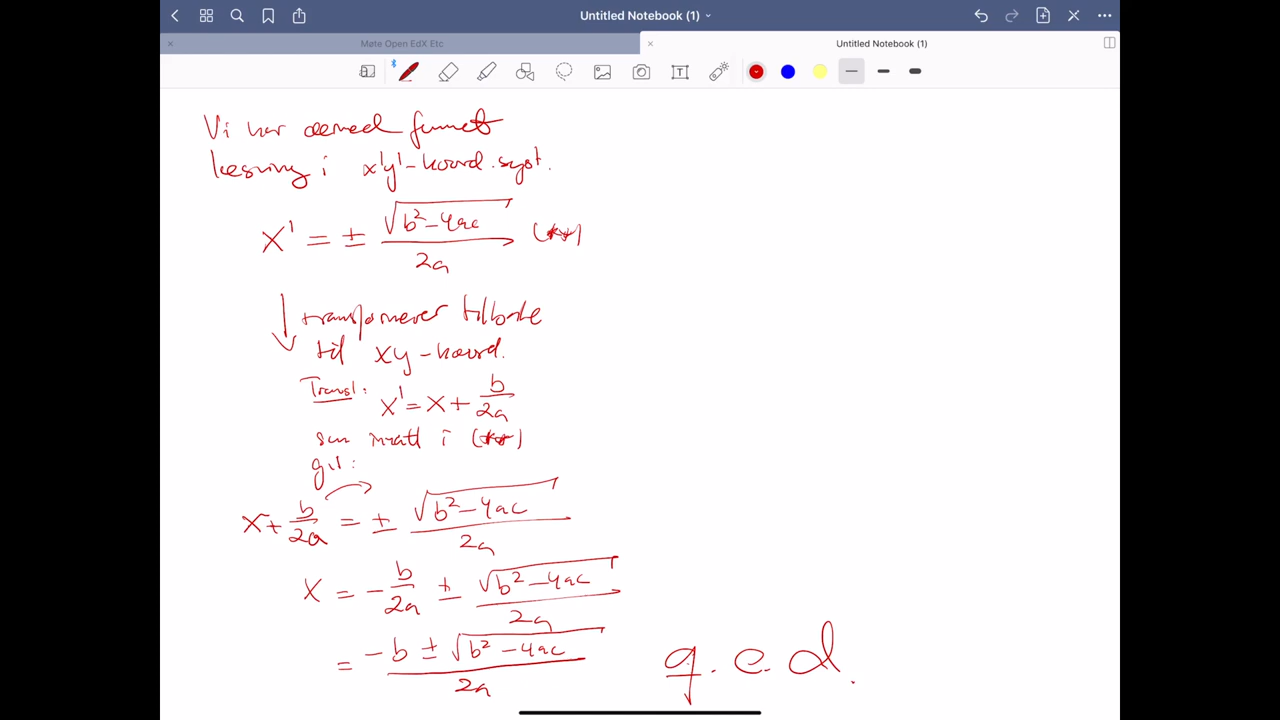 Untitled Notebook (1)
Møte Open EdX Etc
Untitled Notebook (1)
Vi har dermed funnet
løsning i x'y'-koord.syst.
x' = ± √(b² - 4ac) / 2a (**)
↓ transformerer tilbake
til xy-koord.
Transl: x' = x + b/2a
som innsatt i (**)
gir:
x + b/2a = ± √(b² - 4ac) / 2a
x = - b/2a ± √(b² - 4ac) / 2a
= (-b ± √(b² - 4ac)) / 2a
q.e.d.